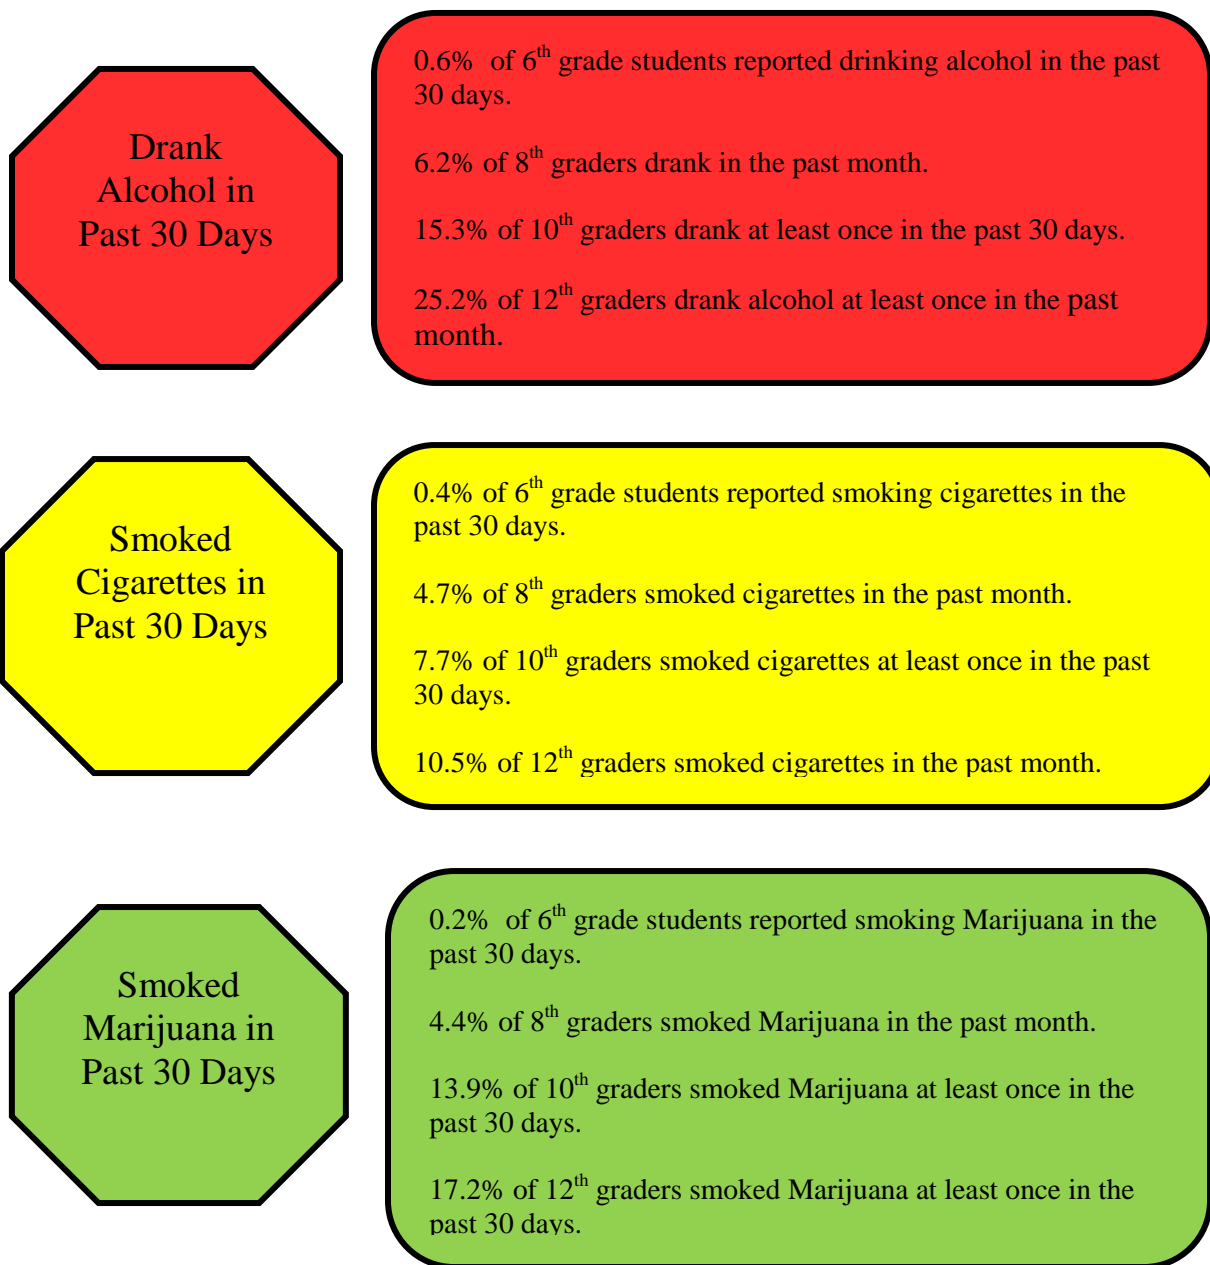 Drank
Alcohol in
Past 30 Days
0.6% of 6th grade students reported drinking alcohol in the past
30 days.
6.2% of 8th graders drank in the past month.
15.3% of 10th graders drank at least once in the past 30 days.
25.2% of 12th graders drank alcohol at least once in the past
month.
Smoked
Cigarettes in
Past 30 Days
0.4% of 6th grade students reported smoking cigarettes in the
past 30 days.
4.7% of 8th graders smoked cigarettes in the past month.
7.7% of 10th graders smoked cigarettes at least once in the past
30 days.
10.5% of 12th graders smoked cigarettes in the past month.
Smoked
Marijuana in
Past 30 Days
0.2% of 6th grade students reported smoking Marijuana in the
past 30 days.
4.4% of 8th graders smoked Marijuana in the past month.
13.9% of 10th graders smoked Marijuana at least once in the
past 30 days.
17.2% of 12th graders smoked Marijuana at least once in the
past 30 days.